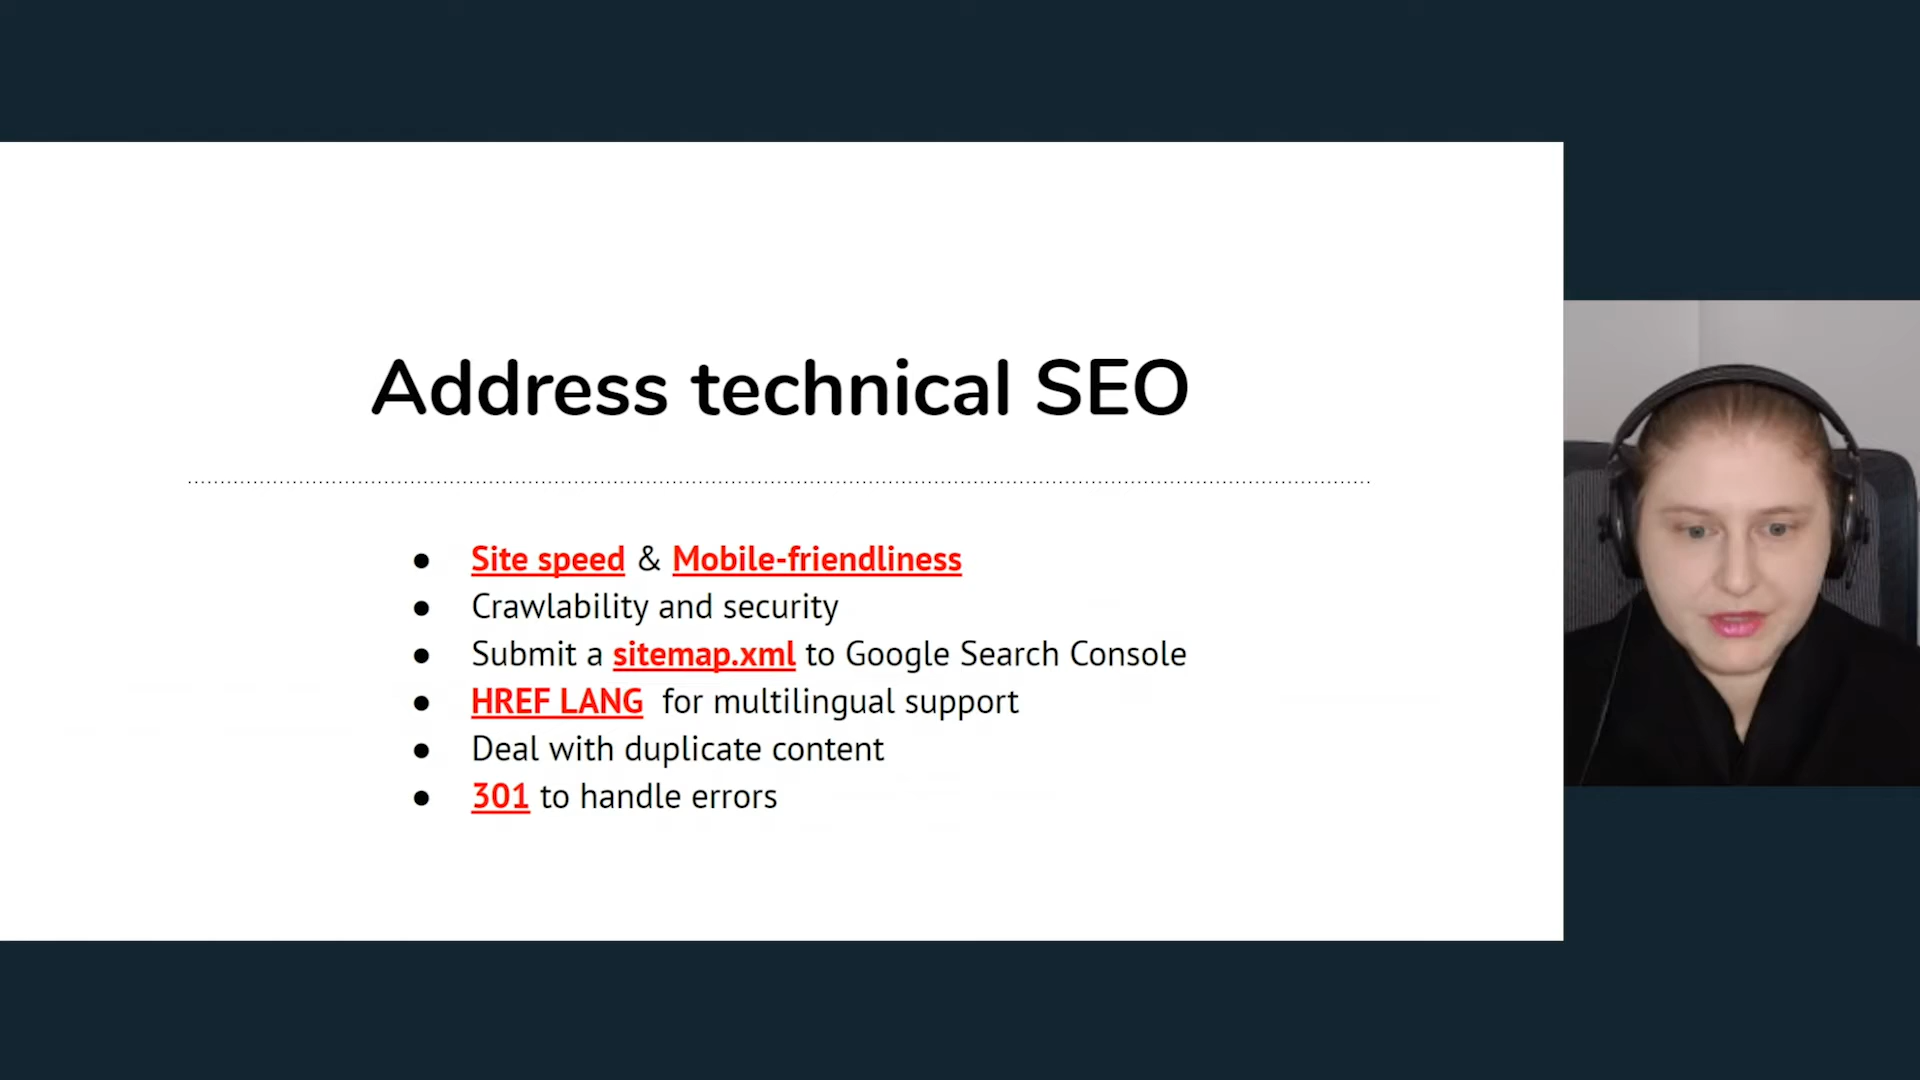 Address technical SEO
● Site speed & Mobile-friendliness
● Crawlability and security
● Submit a sitemap.xml to Google Search Console
● HREF LANG for multilingual support
● Deal with duplicate content
● 301 to handle errors